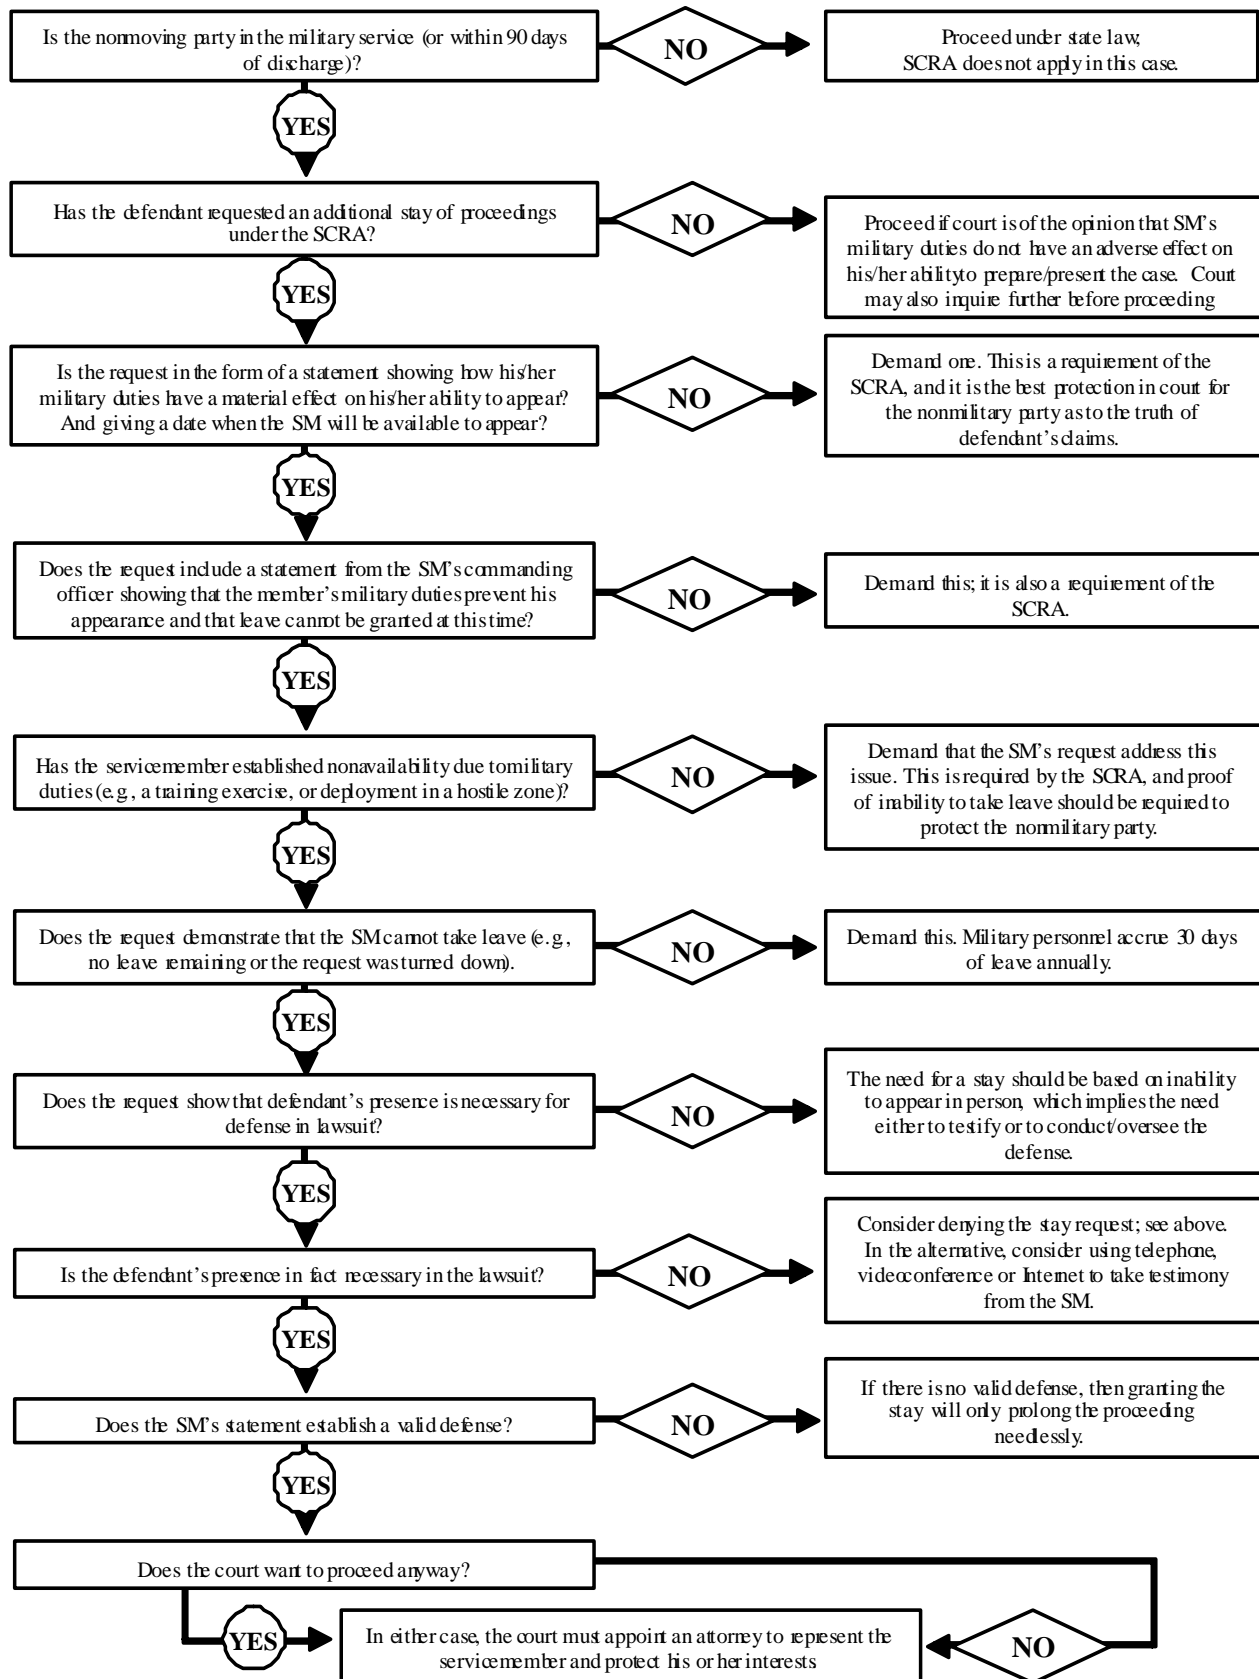 Is the nonmoving party in the military service (or within 90 days
of discharge)?
NO
Proceed under state law;
SCRA does not apply in this case.
YES
Has the defendant requested an additional stay of proceedings
under the SCRA?
NO
Proceed if court is of the opinion that SM's
military duties do not have an adverse effect on
his/her ability to prepare/present the case. Court
may also inquire further before proceeding
YES
Is the request in the form of a statement showing how his/her
military duties have a material effect on his/her ability to appear?
And giving a date when the SM will be available to appear?
NO
Demand one. This is a requirement of the
SCRA, and it is the best protection in court for
the nonmilitary party as to the truth of
defendant's claims.
YES
Does the request include a statement from the SM's commanding
officer showing that the member's military duties prevent his
appearance and that leave cannot be granted at this time?
NO
Demand this; it is also a requirement of the
SCRA.
YES
Has the servicemember established nonavailability due to military
duties (e.g., a training exercise, or deployment in a hostile zone)?
NO
Demand that the SM's request address this
issue. This is required by the SCRA, and proof
of inability to take leave should be required to
protect the nonmilitary party.
YES
Does the request demonstrate that the SM cannot take leave (e.g.,
no leave remaining or the request was turned down).
NO
Demand this. Military personnel accrue 30 days
of leave annually.
YES
Does the request show that defendant's presence is necessary for
defense in lawsuit?
NO
The need for a stay should be based on inability
to appear in person, which implies the need
either to testify or to conduct/oversee the
defense.
YES
Is the defendant's presence in fact necessary in the lawsuit?
NO
Consider denying the stay request; see above.
In the alternative, consider using telephone,
videoconference or Internet to take testimony
from the SM.
YES
Does the SM's statement establish a valid defense?
NO
If there is no valid defense, then granting the
stay will only prolong the proceeding
needlessly.
YES
Does the court want to proceed anyway?
YES
In either case, the court must appoint an attorney to represent the
servicemember and protect his or her interests.
NO